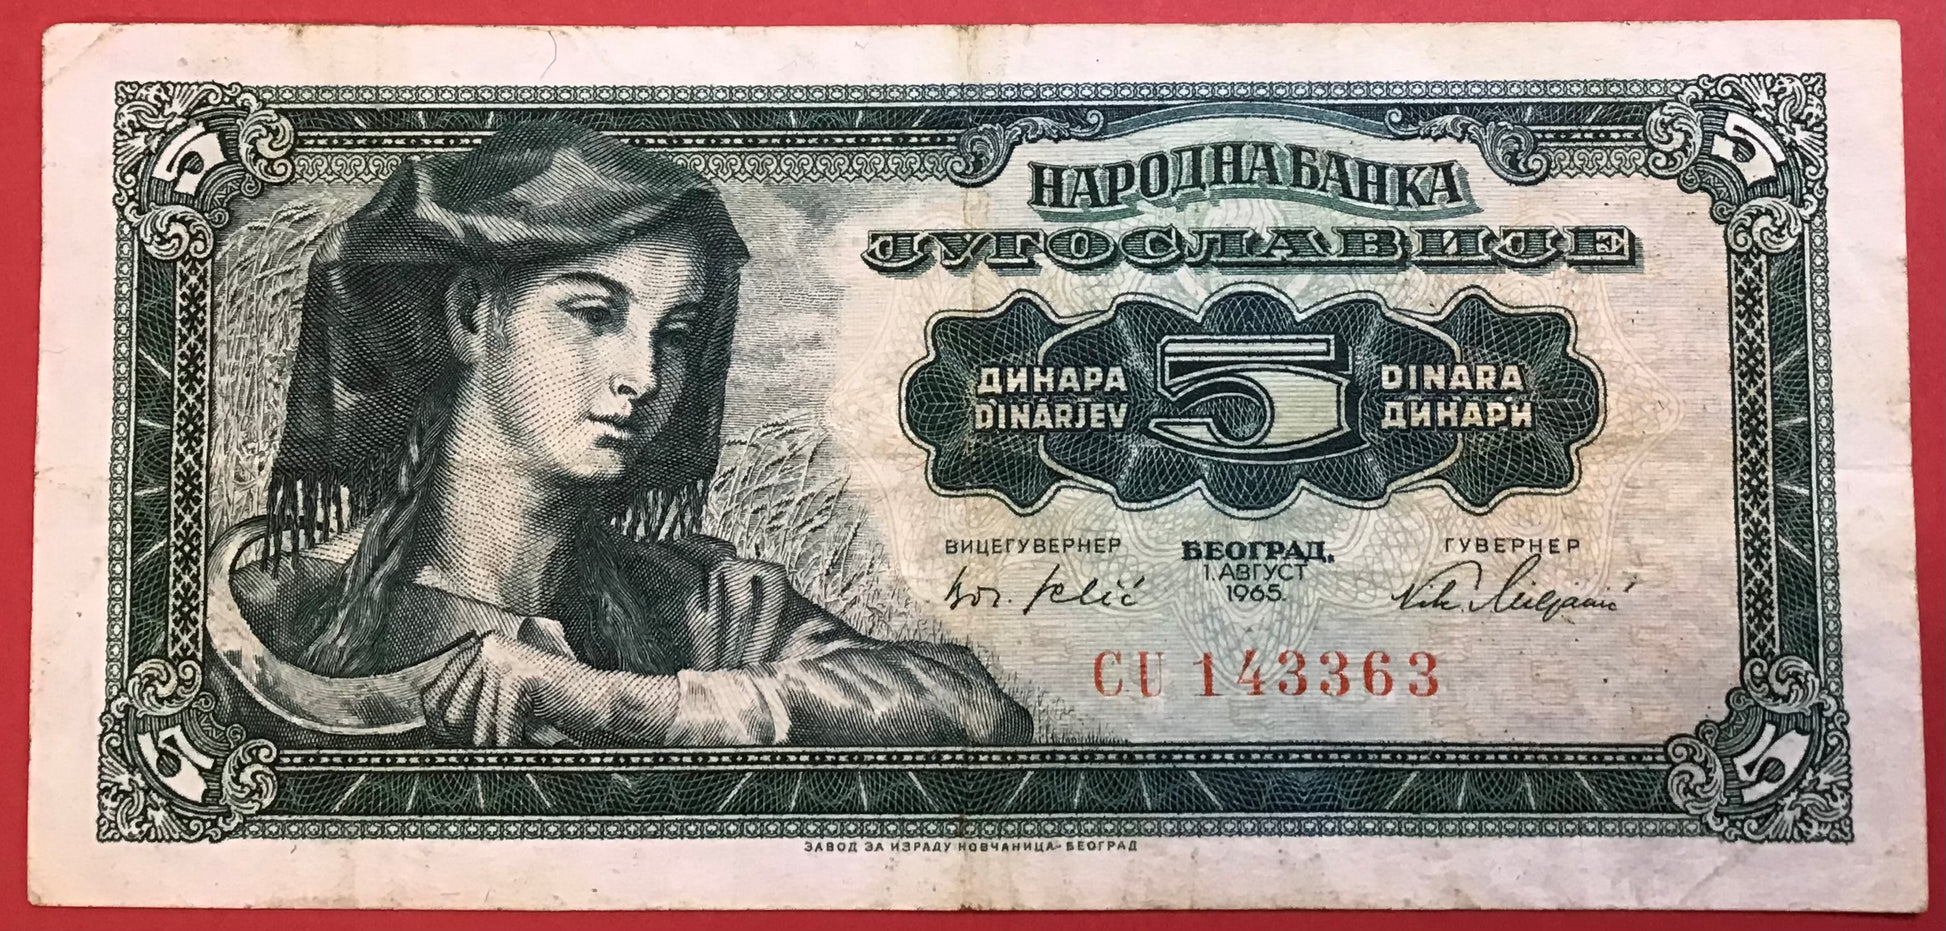 5
5
НАРОДНА БАНКА
ЈУГОСЛАВИЈЕ
ДИНАРА 5 DINARA
DINARJEV ДИНАРИ
ВИЦЕГУВЕРНЕР БЕОГРАД, ГУВЕРНЕР
1. АВГУСТ
1965.
CU 143363
5
5
ЗАВОД ЗА ИЗРАДУ НОВЧАНИЦА-БЕОГРАД